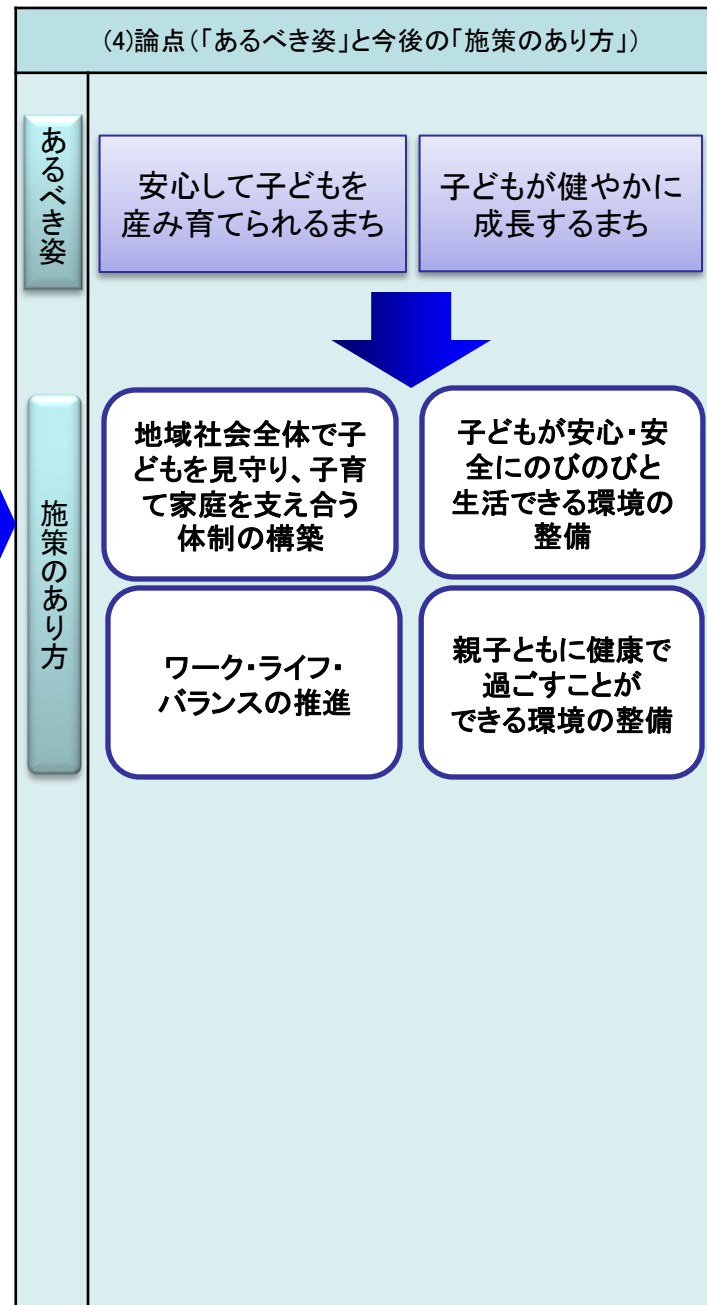 (4)論点(「あるべき姿」と今後の「施策のあり方」)
あるべき姿
安心して子どもを
産み育てられるまち
子どもが健やかに
成長するまち
施策のあり方
地域社会全体で子
どもを見守り、子育
て家庭を支え合う
体制の構築
子どもが安心・安
全にのびのびと
生活できる環境の
整備
ワーク・ライフ・
バランスの推進
親子ともに健康で
過ごすことが
できる環境の整備